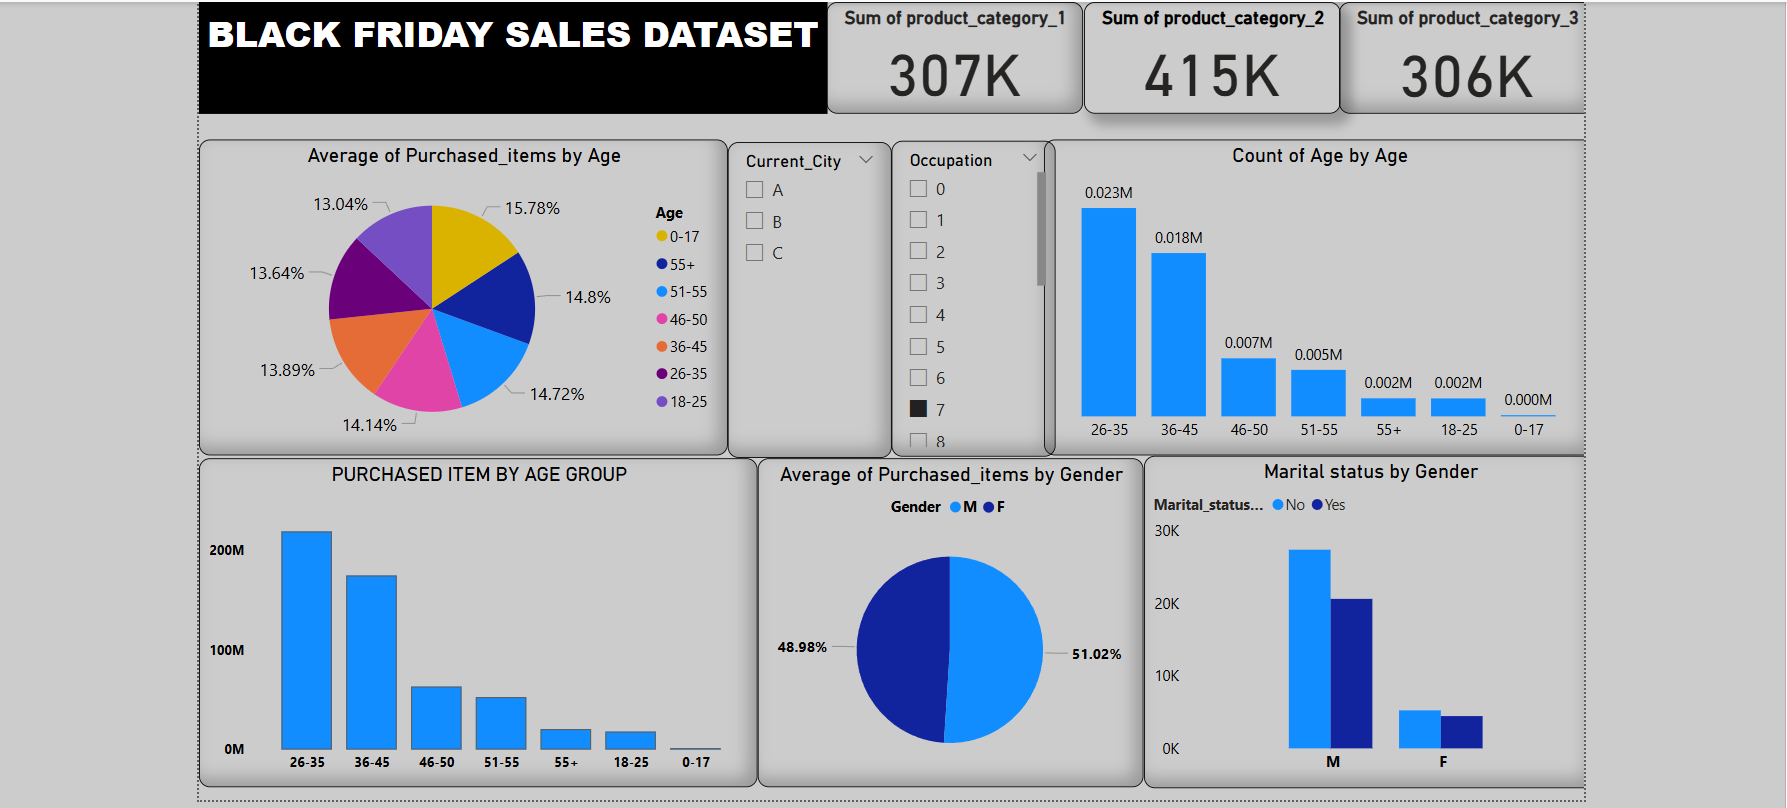 BLACK FRIDAY SALES DATASET
Sum of product_category_1
307K
Sum of product_category_2
415K
Sum of product_category_3
306K
Average of Purchased_items by Age
13.04%
15.78%
13.64%
14.8%
13.89%
14.72%
14.14%
Age
0-17
55+
51-55
46-50
36-45
26-35
18-25
Current_City
A
B
C
Occupation
0
1
2
3
4
5
6
7
8
Count of Age by Age
0.023M
0.018M
0.007M
0.005M
0.002M
0.002M
0.000M
26-35 36-45 46-50 51-55 55+ 18-25 0-17
PURCHASED ITEM BY AGE GROUP
200M
100M
0M
26-35 36-45 46-50 51-55 55+ 18-25 0-17
Average of Purchased_items by Gender
Gender M F
48.98%
51.02%
Marital status by Gender
Marital_status... No Yes
30K
20K
10K
0K
M F